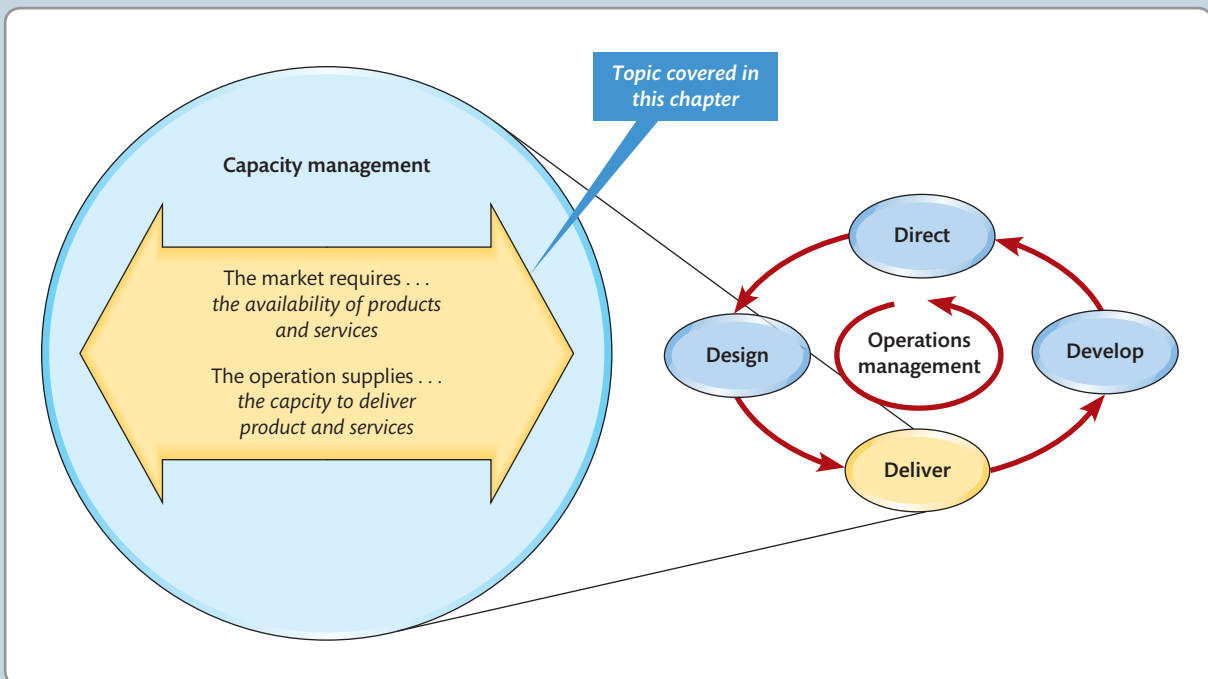 Topic covered in
this chapter
Capacity management
The market requires . . .
the availability of products
and services
The operation supplies . . .
the capcity to deliver
product and services
Direct
Design
Operations
management
Develop
Deliver